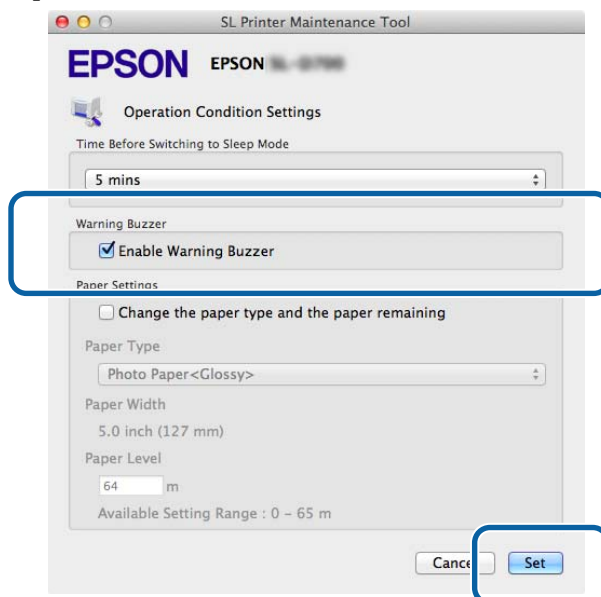 SL Printer Maintenance Tool
EPSON EPSON
Operation Condition Settings
Time Before Switching to Sleep Mode
5 mins
Warning Buzzer
Enable Warning Buzzer
Paper Settings
Change the paper type and the paper remaining
Paper Type
Photo Paper<Glossy>
Paper Width
5.0 inch (127 mm)
Paper Level
64 m
Available Setting Range : 0 – 65 m
Cancel Set